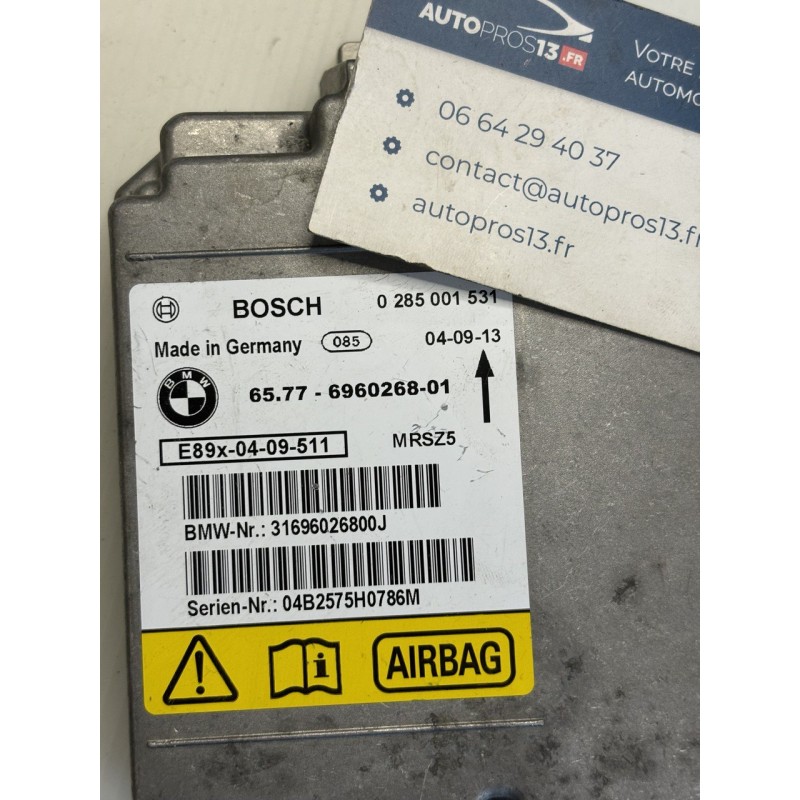 AUTOPROS13.FR
VOTRE
AUTOMO
06 64 29 40 37
contact@autopros13.fr
autopros13.fr
BOSCH 0 285 001 531
Made in Germany 085 04-09-13
BMW
65.77 - 6960268-01
E89x-04-09-511 MRSZ5
BMW-Nr.: 31696026800J
Serien-Nr.: 04B2575H0786M
AIRBAG